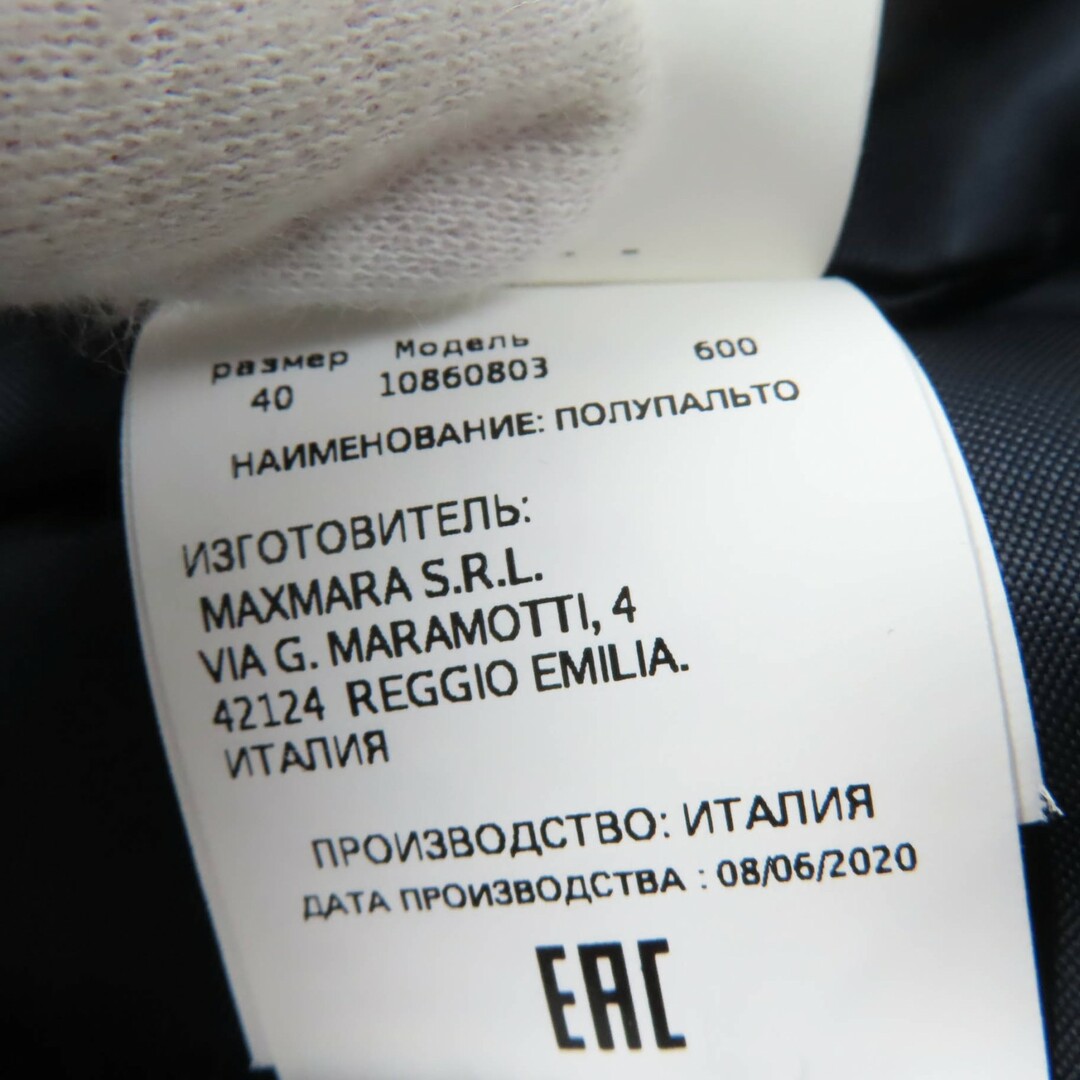 размер Модель 600
40 10860803
НАИМЕНОВАНИЕ: ПОЛУПАЛЬТО
ИЗГОТОВИТЕЛЬ:
MAXMARA S.R.L.
VIA G. MARAMOTTI, 4
42124 REGGIO EMILIA.
ИТАЛИЯ
ПРОИЗВОДСТВО: ИТАЛИЯ
ДАТА ПРОИЗВОДСТВА : 08/06/2020
EAC